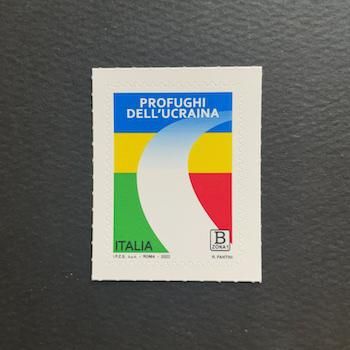 PROFUGHI
DELL'UCRAINA
ITALIA
B
ZONA 1
I.P.Z.S. S.p.A. - ROMA - 2022
R. FANTINI